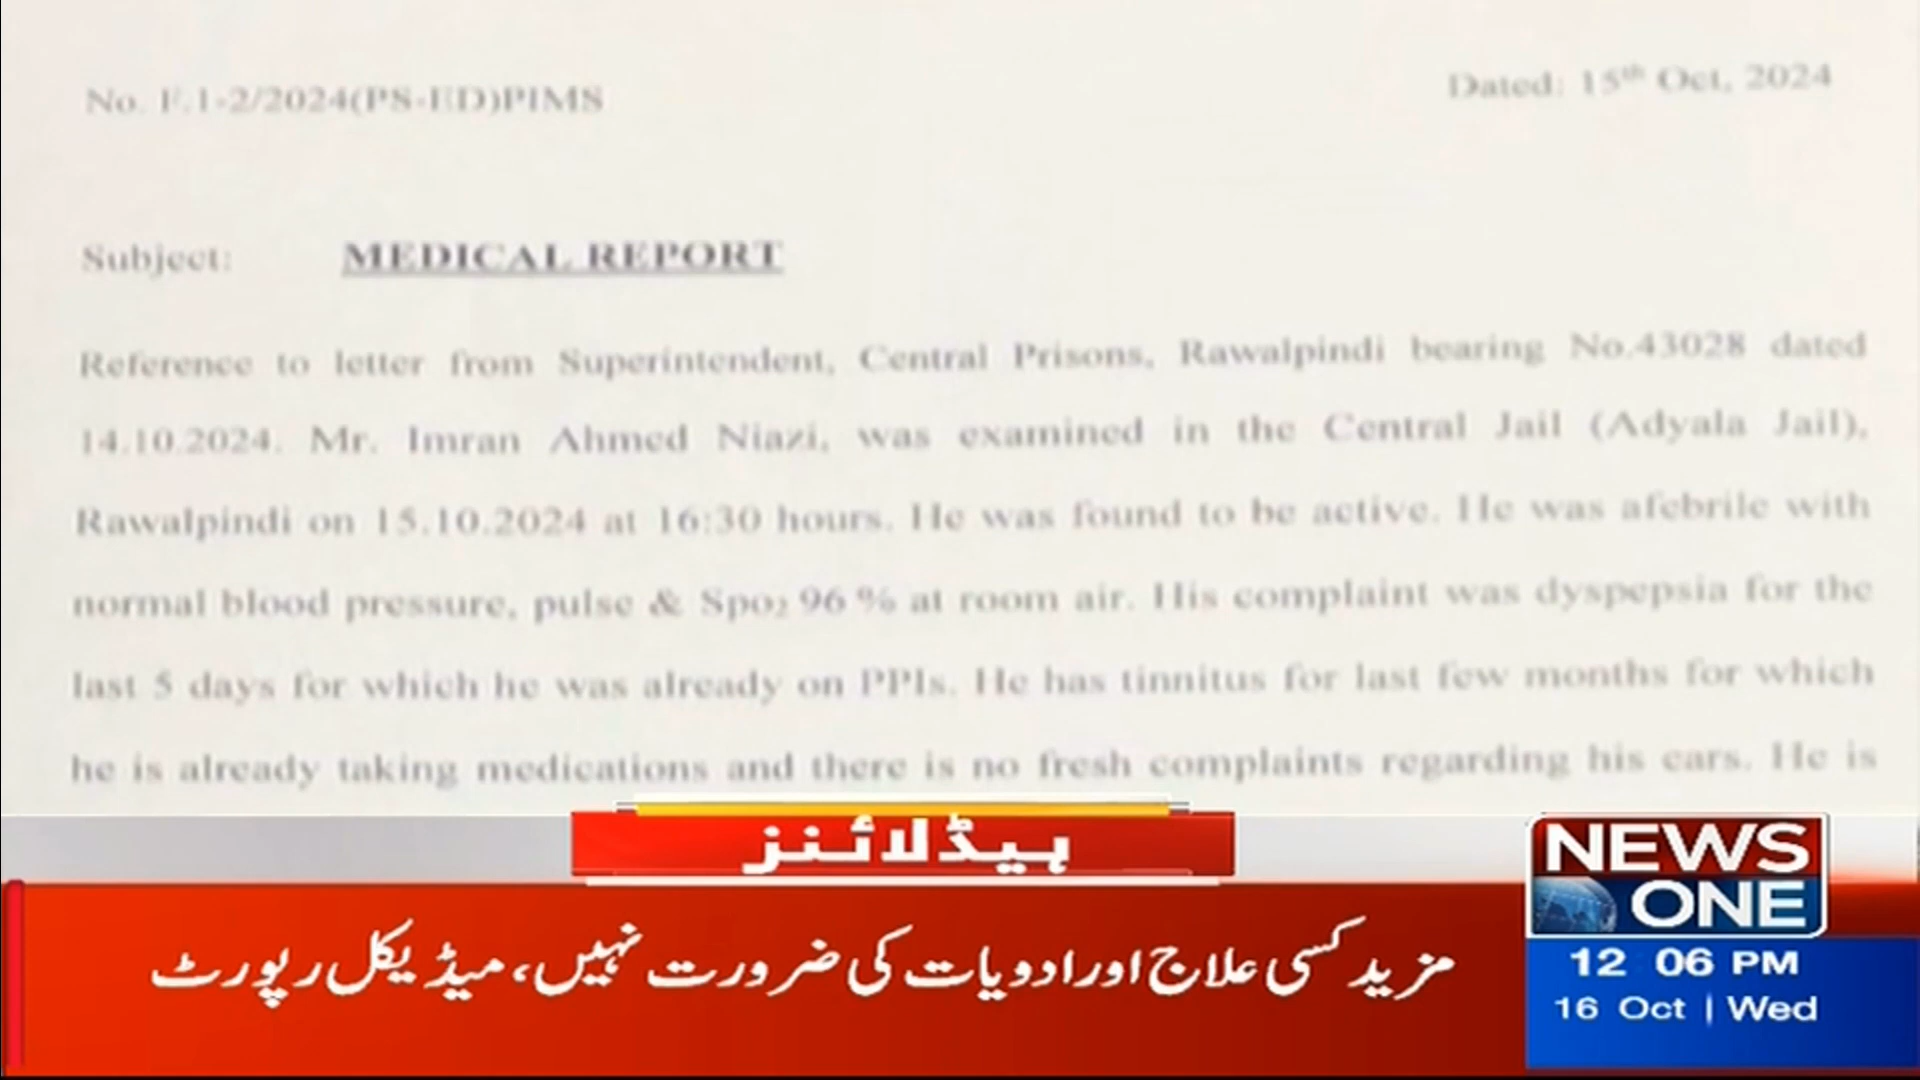 No. F.1-2/2024(PS-ED)PIMS
Dated: 15th Oct, 2024
Subject: MEDICAL REPORT
Reference to letter from Superintendent, Central Prisons, Rawalpindi bearing No.43028 dated
14.10.2024. Mr. Imran Ahmed Niazi, was examined in the Central Jail (Adyala Jail),
Rawalpindi on 15.10.2024 at 16:30 hours. He was found to be active. He was afebrile with
normal blood pressure, pulse & Spo₂ 96 % at room air. His complaint was dyspepsia for the
last 5 days for which he was already on PPIs. He has tinnitus for last few months for which
he is already taking medications and there is no fresh complaints regarding his ears. He is
ہیڈلائنز
مزید کسی علاج اور ادویات کی ضرورت نہیں، میڈیکل رپورٹ
NEWS
ONE
12 06 PM
16 Oct | Wed